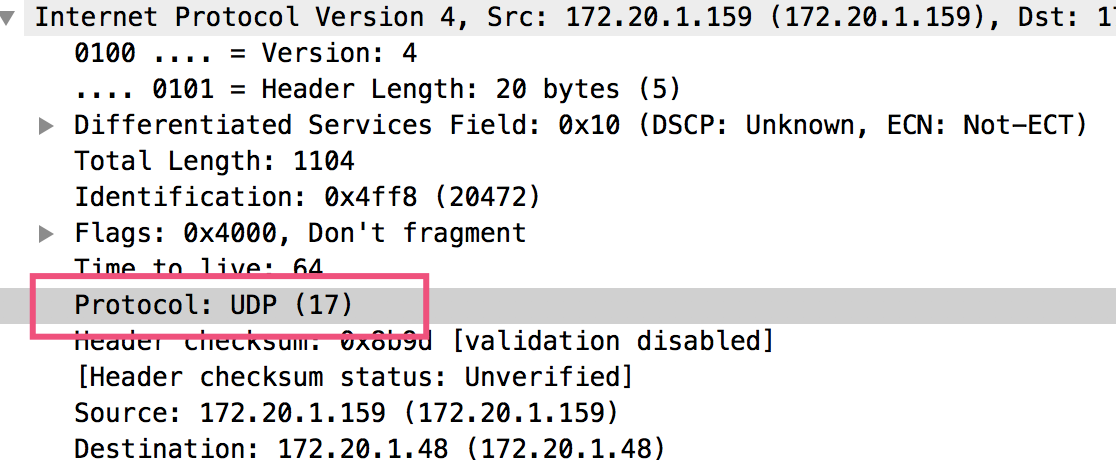 Internet Protocol Version 4, Src: 172.20.1.159 (172.20.1.159), Dst: 17
0100 .... = Version: 4
.... 0101 = Header Length: 20 bytes (5)
Differentiated Services Field: 0x10 (DSCP: Unknown, ECN: Not-ECT)
Total Length: 1104
Identification: 0x4ff8 (20472)
Flags: 0x4000, Don't fragment
Time to live: 64
Protocol: UDP (17)
Header checksum: 0x8b9d [validation disabled]
[Header checksum status: Unverified]
Source: 172.20.1.159 (172.20.1.159)
Destination: 172.20.1.48 (172.20.1.48)